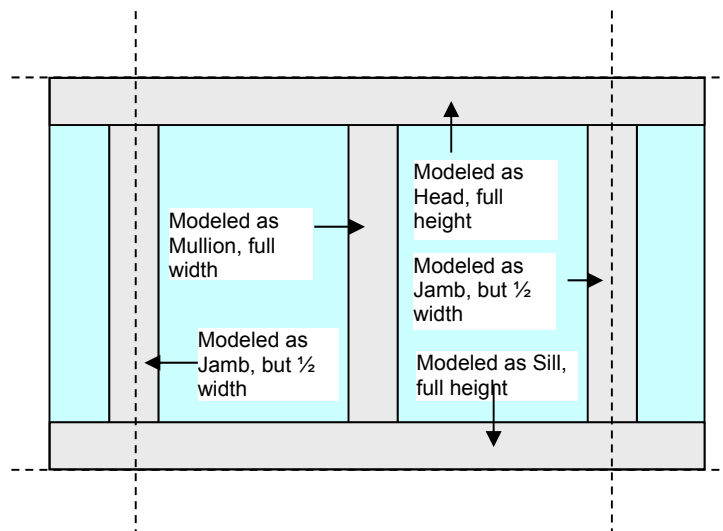 Modeled as
Head, full
height
Modeled as
Mullion, full
width
Modeled as
Jamb, but ½
width
Modeled as
Jamb, but ½
width
Modeled as Sill,
full height